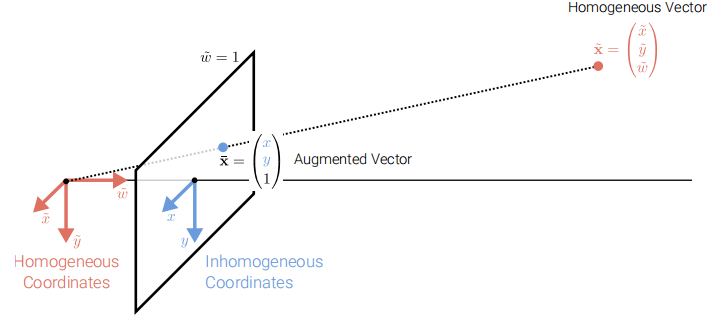 Homogeneous Vector
w̃ = 1
x̃ = (x̃ ỹ w̃)
x̄ = (x y 1) Augmented Vector
w̃
x̃
ỹ
x
y
Homogeneous Coordinates
Inhomogeneous Coordinates